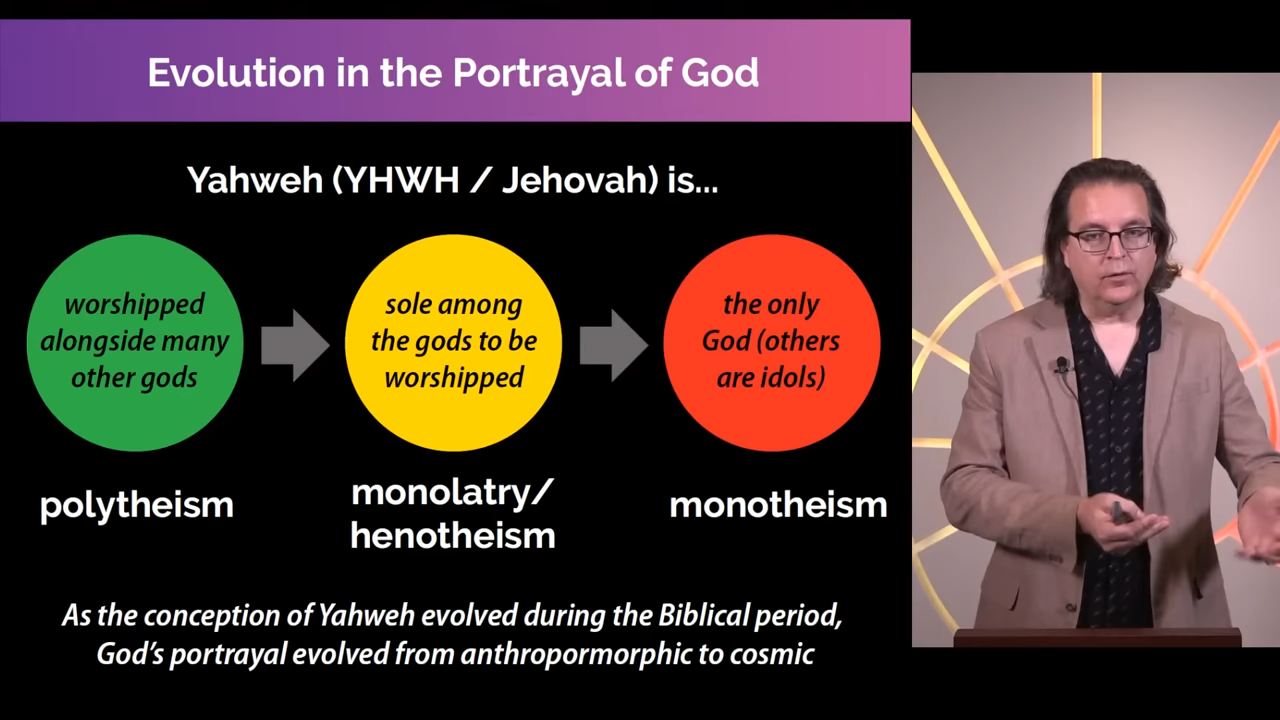 Evolution in the Portrayal of God
Yahweh (YHWH / Jehovah) is...
worshipped
alongside many
other gods
sole among
the gods to be
worshipped
the only
God (others
are idols)
polytheism
monolatry/
henotheism
monotheism
As the conception of Yahweh evolved during the Biblical period,
God's portrayal evolved from anthropormorphic to cosmic